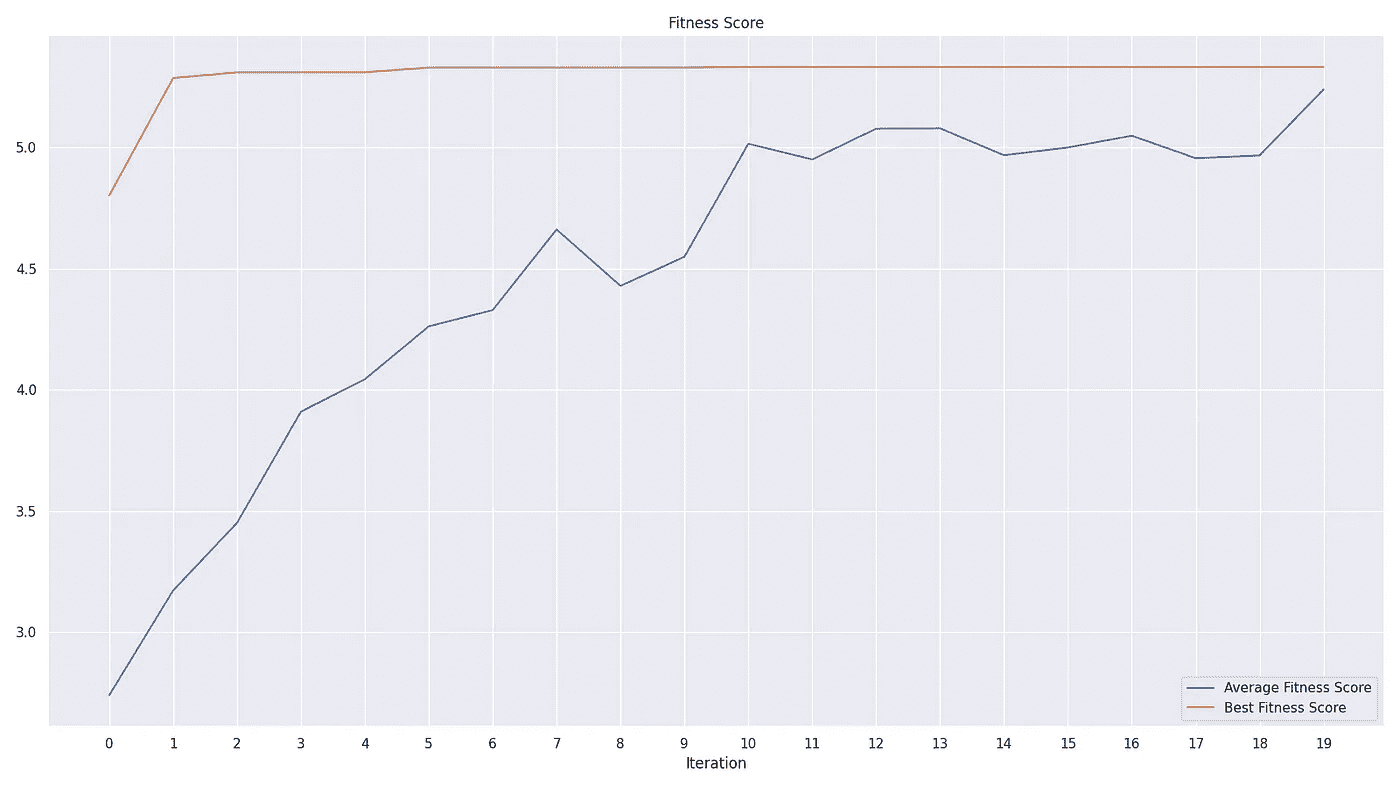 Fitness Score
5.0
4.5
4.0
3.5
3.0
0 1 2 3 4 5 6 7 8 9 10 11 12 13 14 15 16 17 18 19
Iteration
Average Fitness Score
Best Fitness Score